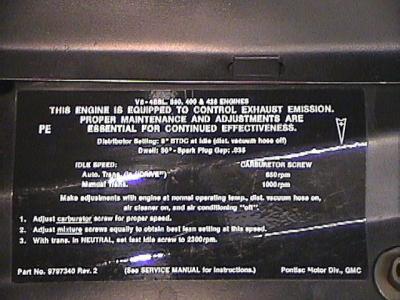 V8-4BBL. 350, 400 & 428 ENGINES
THIS ENGINE IS EQUIPPED TO CONTROL EXHAUST EMISSION.
PROPER MAINTENANCE AND ADJUSTMENTS ARE
PE ESSENTIAL FOR CONTINUED EFFECTIVENESS.
Distributor Setting: 9° BTDC at idle (dist. vacuum hose off)
Dwell: 30° - Spark Plug Gap: .035
IDLE SPEED: CARBURETOR SCREW
Auto. Trans. (in "DRIVE") 650rpm
Manual Trans. 1000rpm
Make adjustments with engine at normal operating temp., dist. vacuum hose on,
air cleaner on, and air conditioning "off".
1. Adjust carburetor screw for proper speed.
2. Adjust mixture screws equally to obtain best lean setting at this speed.
3. With trans. in NEUTRAL, set fast idle screw to 2300rpm.
Part No. 9797340 Rev. 2 (See SERVICE MANUAL for instructions.) Pontiac Motor Div., GMC